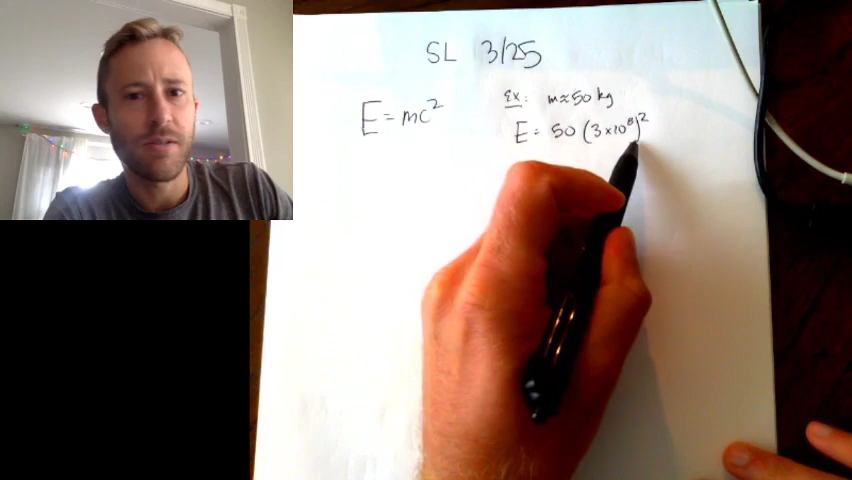 SL 3/25
E = mc²
Ex: m ≈ 50 kg
E = 50 (3×10⁸)²